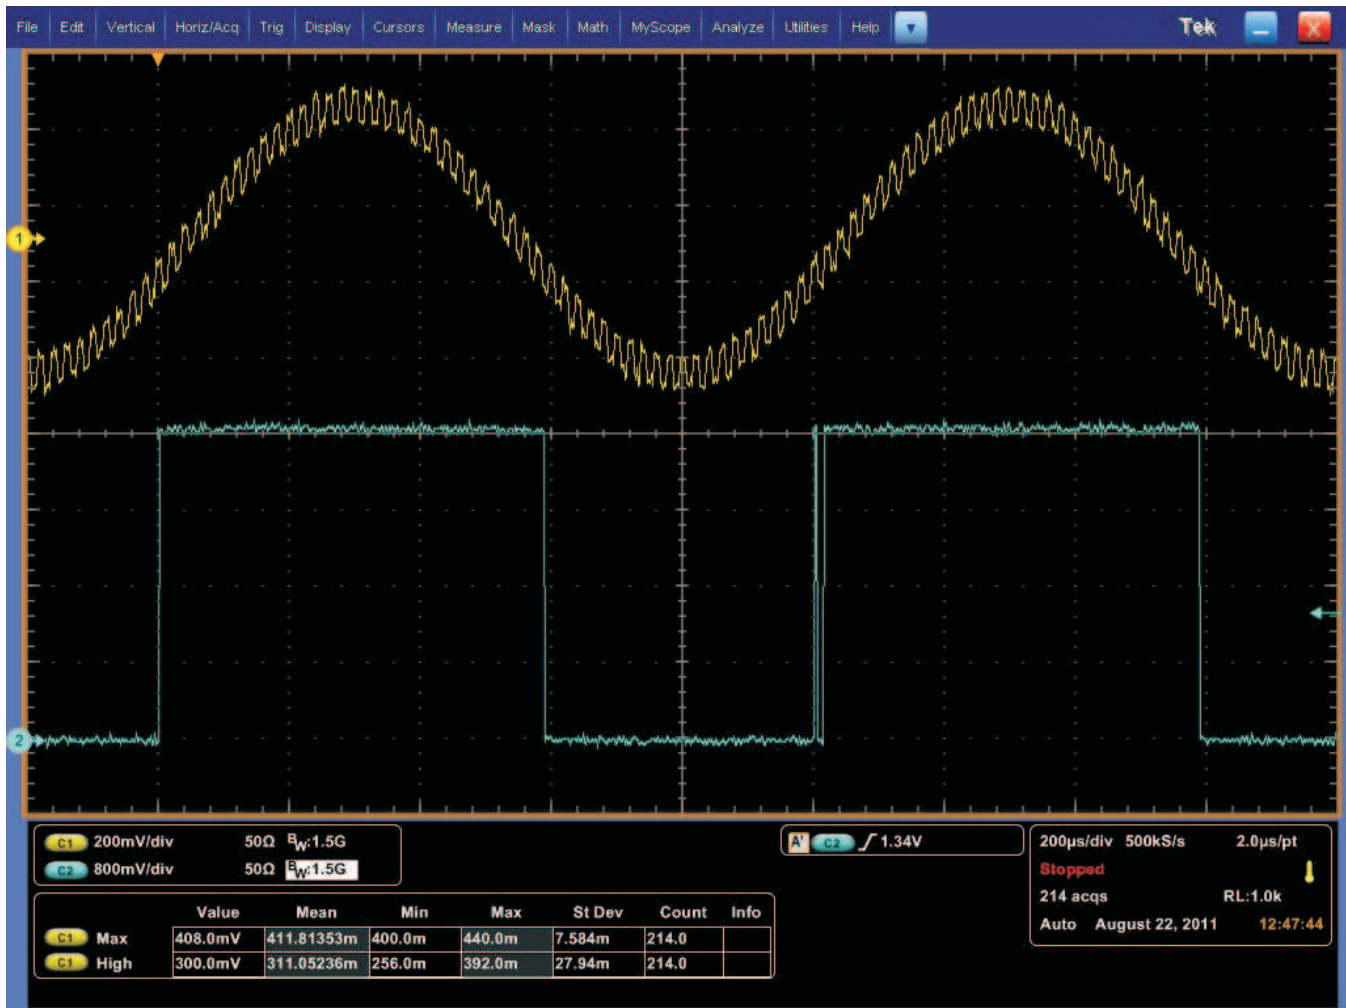 File Edit Vertical Horiz/Acq Trig Display Cursors Measure Mask Math MyScope Analyze Utilities Help Tek X
1
2
C1 200mV/div 50Ω BW:1.5G
C2 800mV/div 50Ω BW:1.5G
A' C2 1.34V
200µs/div 500kS/s 2.0µs/pt
Stopped
214 acqs RL:1.0k
Auto August 22, 2011 12:47:44
Value Mean Min Max St Dev Count Info
C1 Max 408.0mV 411.81353m 400.0m 440.0m 7.584m 214.0
C1 High 300.0mV 311.05236m 256.0m 392.0m 27.94m 214.0